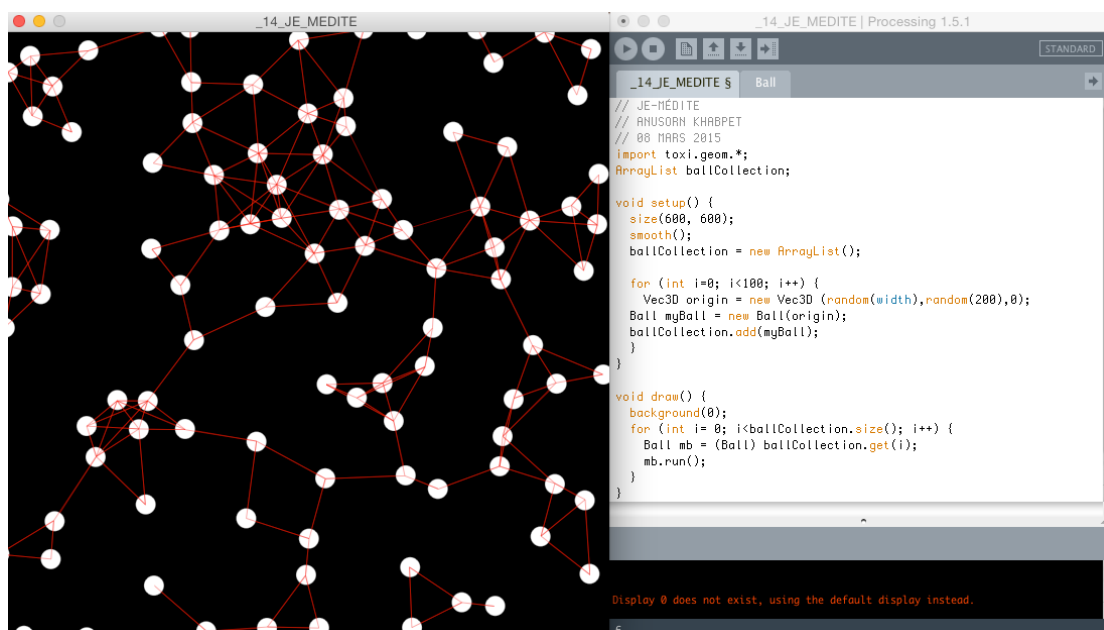 _14_JE_MEDITE
_14_JE_MEDITE | Processing 1.5.1
STANDARD
_14_JE_MEDITE §
Ball
// JE-MÉDITE
// ANUSORN KHABPET
// 08 MARS 2015
import toxi.geom.*;
ArrayList ballCollection;
void setup() {
size(600, 600);
smooth();
ballCollection = new ArrayList();
for (int i=0; i<100; i++) {
Vec3D origin = new Vec3D (random(width),random(200),0);
Ball myBall = new Ball(origin);
ballCollection.add(myBall);
}
}
void draw() {
background(0);
for (int i= 0; i<ballCollection.size(); i++) {
Ball mb = (Ball) ballCollection.get(i);
mb.run();
}
}
Display 0 does not exist, using the default display instead.